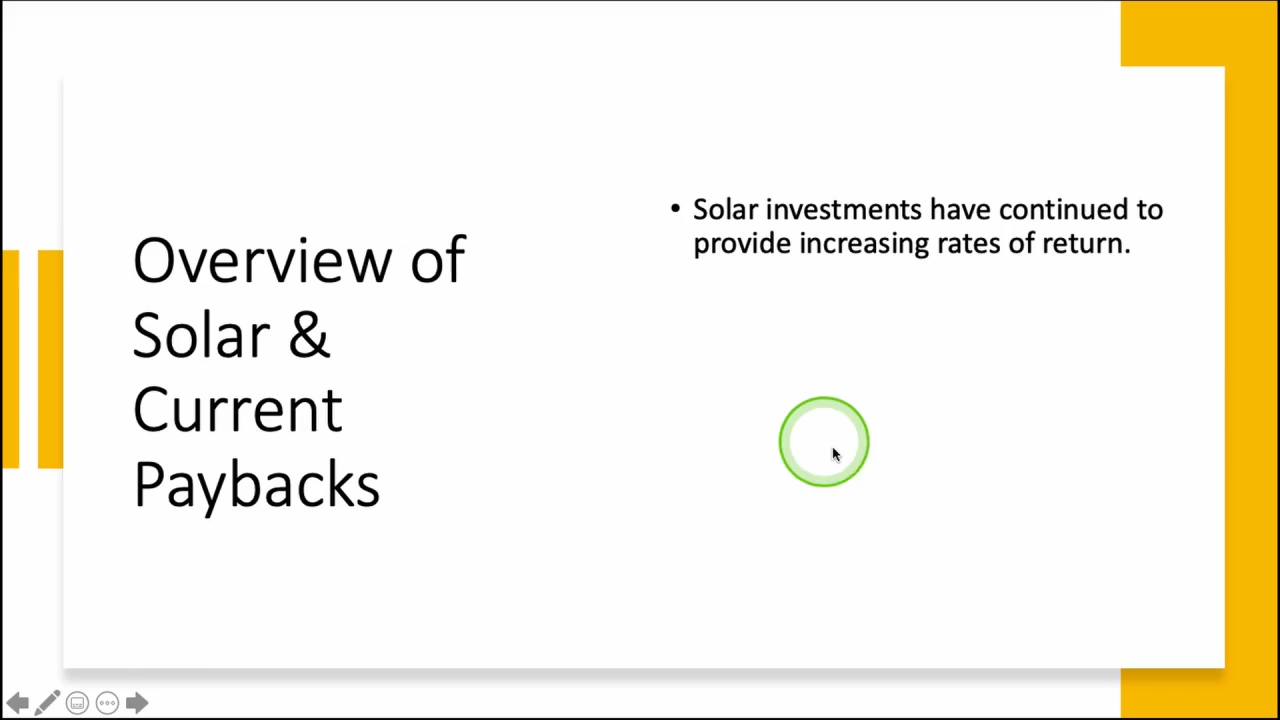 Overview of
Solar &
Current
Paybacks
• Solar investments have continued to
provide increasing rates of return.